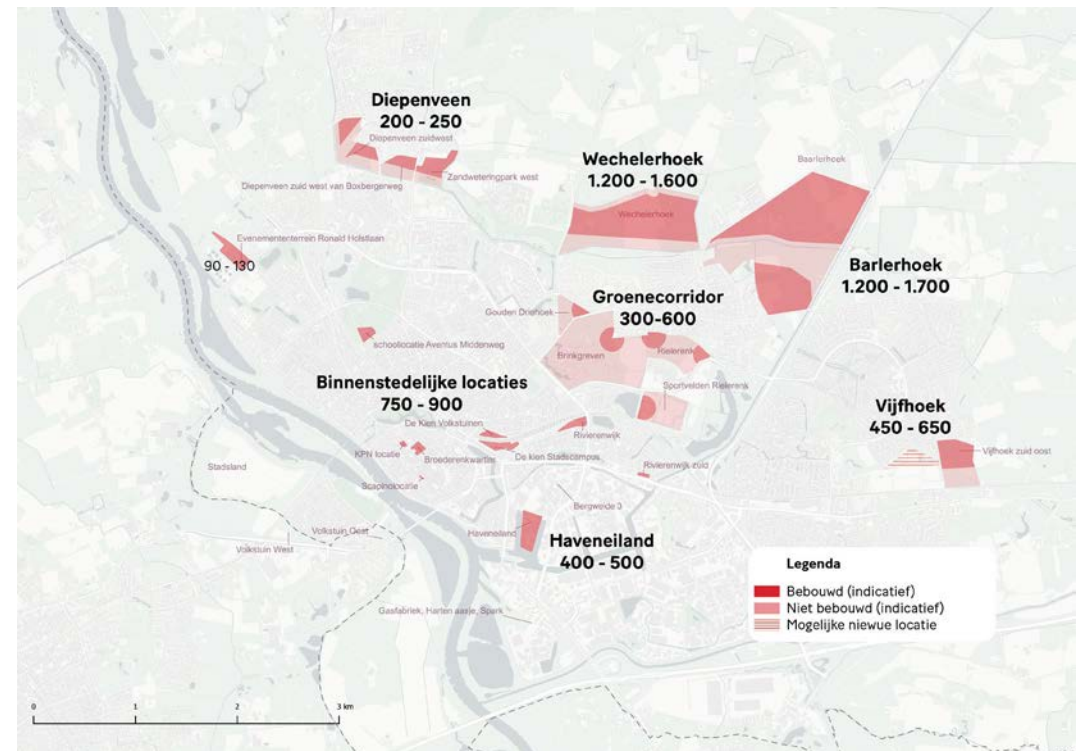 Diepenveen
200 - 250
Diepenveen zuidwest
Diepenveen zuid west van Boxbergerweg
Zandweteringpark west
Wechelerhoek
1.200 - 1.600
Wechelerhoek
Baarlerhoek
Evenemententerrein Ronald Holstlaan
90 - 130
Barlerhoek
1.200 - 1.700
Groenecorridor
300-600
Gouden Driehoek
schoollocatie Aventus Middenweg
Brinkgreven
Rielerenk
Binnenstedelijke locaties
750 - 900
Sportvelden Rielerenk
Vijfhoek
450 - 650
De Kien Volkstuinen
Rivierenwijk
KPN locatie
Broederenkwartier
De kien Stadscampus
Vijfhoek zuid oost
Stadsland
Scapinolocatie
Rivierenwijk zuid
Bergweide 3
Volkstuin Oost
Volkstuin West
Haveneiland
Haveneiland
400 - 500
Gasfabriek, Harten aasje, Spark
Legenda
Bebouwd (indicatief)
Niet bebouwd (indicatief)
Mogelijke niewue locatie
0 1 2 3 km